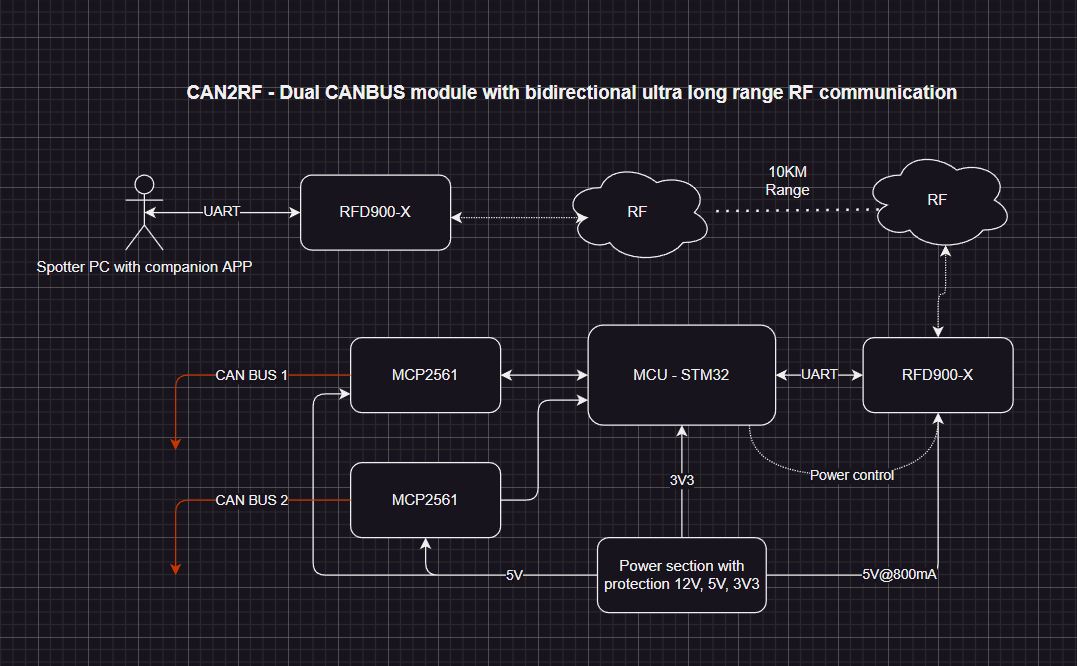 CAN2RF - Dual CANBUS module with bidirectional ultra long range RF communication
10KM
Range
UART
RFD900-X
RF
RF
Spotter PC with companion APP
CAN BUS 1
MCP2561
MCU - STM32
UART
RFD900-X
Power control
3V3
CAN BUS 2
MCP2561
Power section with
protection 12V, 5V, 3V3
5V
5V@800mA